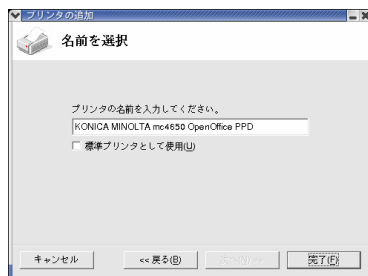 プリンタの追加
名前を選択
プリンタの名前を入力してください。
KONICA MINOLTA mc4650 OpenOffice PPD
標準プリンタとして使用(U)
キャンセル
<< 戻る(B)
次へ(N) >>
完了(F)